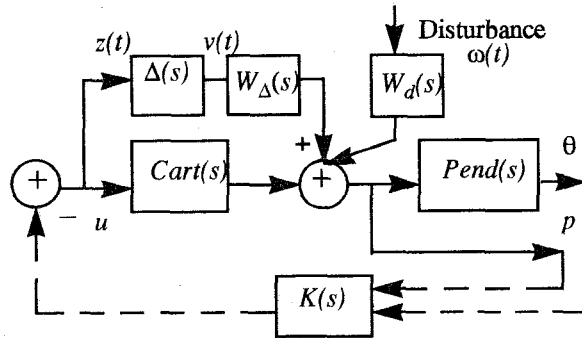 Disturbance
ω(t)
z(t)
Δ(s)
v(t)
W_Δ(s)
W_d(s)
+
Cart(s)
+
Pend(s)
θ
+
−
u
p
K(s)